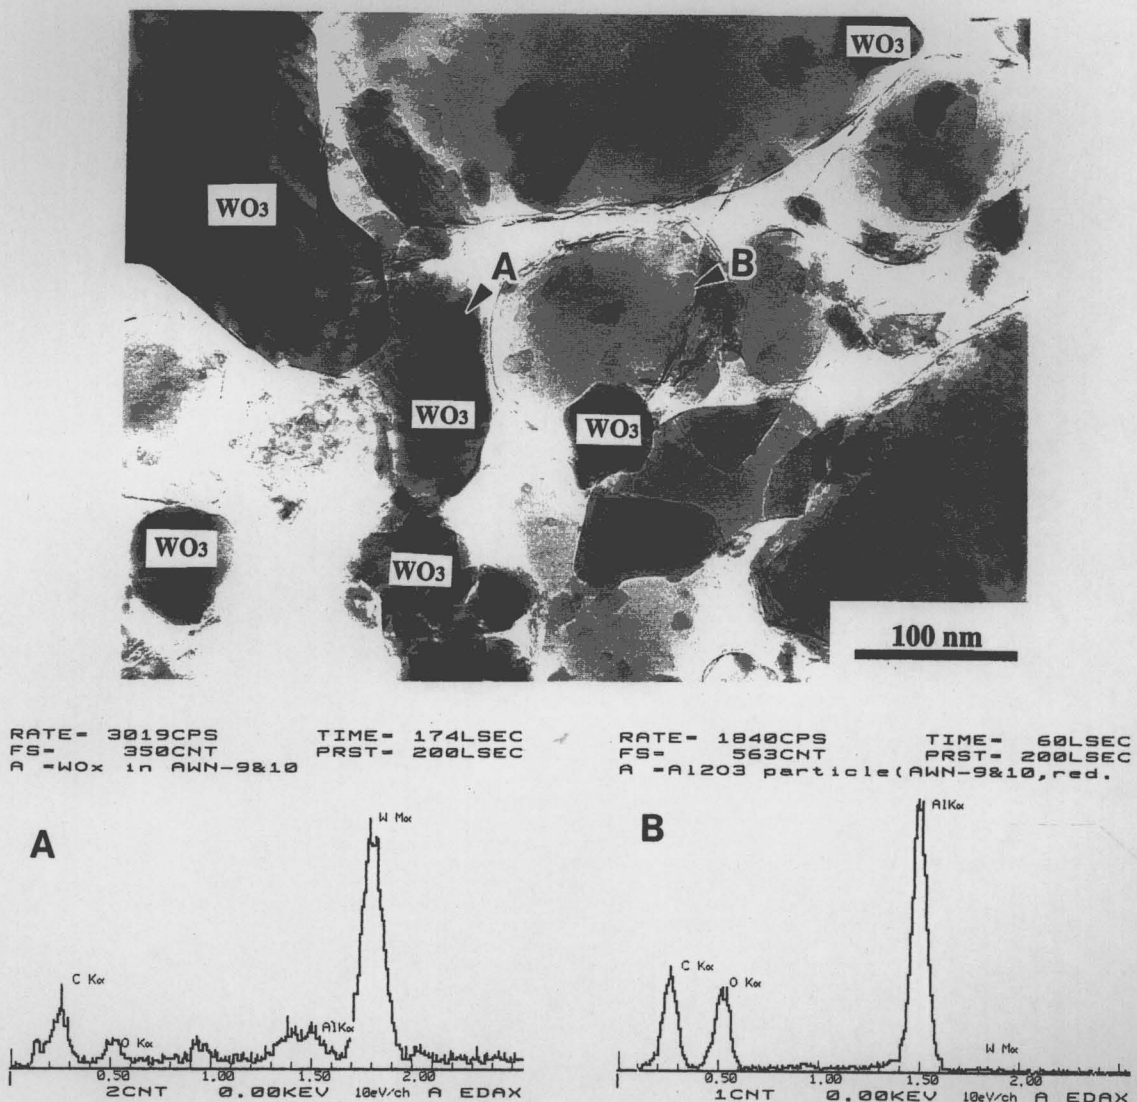 WO3
WO3
A
B
WO3
WO3
WO3
WO3
100 nm
RATE= 3019CPS TIME= 174LSEC
FS= 350CNT PRST= 200LSEC
A =WOx in AWN-9&10
RATE= 1840CPS TIME= 60LSEC
FS= 563CNT PRST= 200LSEC
A =Al2O3 particle(AWN-9&10,red.
A
W Mα
C Kα
O Kα
AlKα
0.50 1.00 1.50 2.00
2CNT 0.00KEV 10eV/ch A EDAX
B
AlKα
C Kα
O Kα
W Mα
0.50 1.00 1.50 2.00
1CNT 0.00KEV 10eV/ch A EDAX